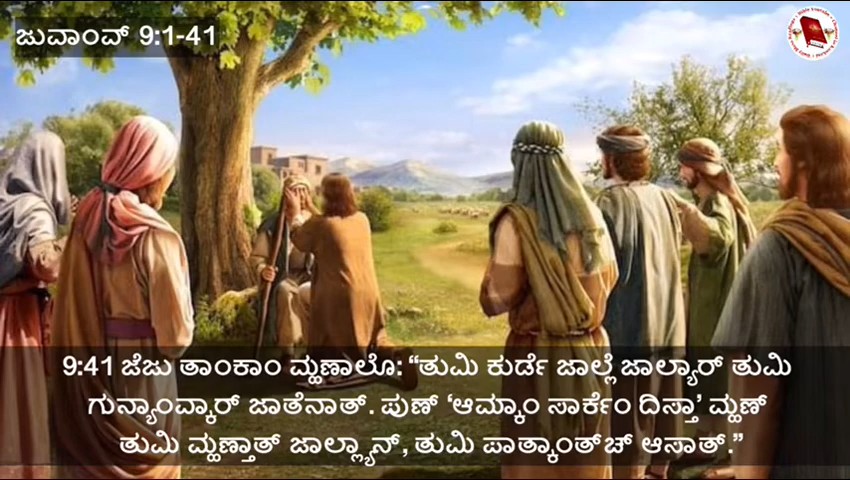 ಜುವಾಂವ್ 9:1-41
9:41 ಜೆಜು ತಾಂಕಾಂ ಮ್ಹಣಾಲೊ: “ತುಮಿ ಕುರ್ಡೆ ಜಾಲ್ಲೆ ಜಾಲ್ಯಾರ್ ತುಮಿ
ಗುನ್ಯಾಂವ್ಕಾರ್ ಜಾತೆನಾತ್. ಪುಣ್ ‘ಆಮ್ಕಾಂ ಸಾರ್ಕೆಂ ದಿಸ್ತಾ’ ಮ್ಹಣ್
ತುಮಿ ಮ್ಹಣ್ತಾತ್ ಜಾಲ್ಲ್ಯಾನ್, ತುಮಿ ಪಾತ್ಕಾಂತ್‌ಚ್ ಆಸಾತ್.”